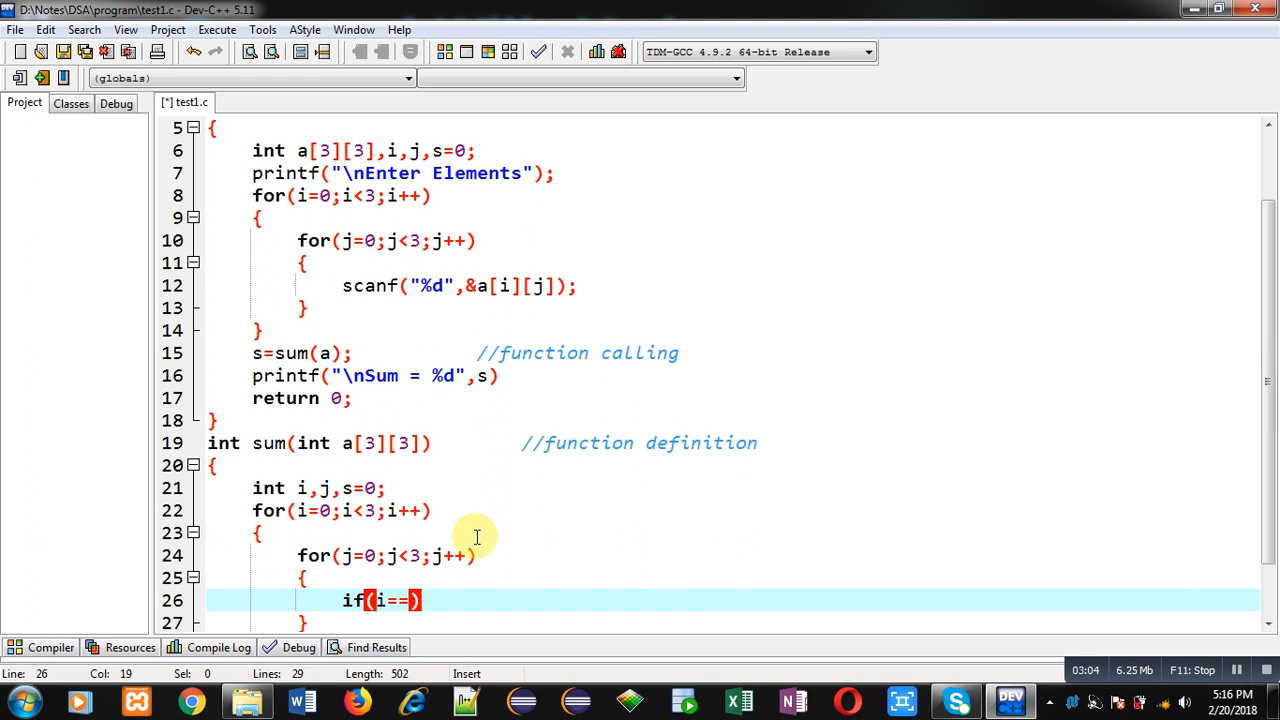 D:\Notes\DSA\program\test1.c - Dev-C++ 5.11
File Edit Search View Project Execute Tools AStyle Window Help
TDM-GCC 4.9.2 64-bit Release
(globals)
Project Classes Debug [*] test1.c
5 {
6 int a[3][3],i,j,s=0;
7 printf("\nEnter Elements");
8 for(i=0;i<3;i++)
9 {
10 for(j=0;j<3;j++)
11 {
12 scanf("%d",&a[i][j]);
13 }
14 }
15 s=sum(a); //function calling
16 printf("\nSum = %d",s)
17 return 0;
18 }
19 int sum(int a[3][3]) //function definition
20 {
21 int i,j,s=0;
22 for(i=0;i<3;i++)
23 {
24 for(j=0;j<3;j++)
25 {
26 if(i==)
27 }
Compiler Resources Compile Log Debug Find Results
Line: 26 Col: 19 Sel: 0 Lines: 29 Length: 502 Insert
03:04 6.25 Mb F11: Stop
5:16 PM
2/20/2018